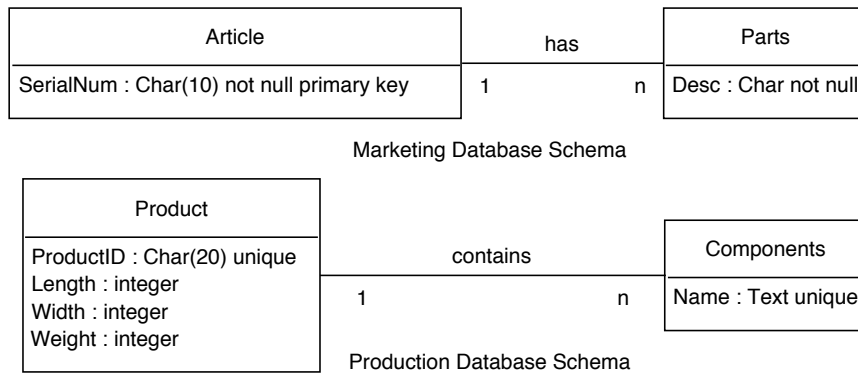 Article
has
Parts
SerialNum : Char(10) not null primary key
1
n
Desc : Char not null
Marketing Database Schema
Product
ProductID : Char(20) unique
Length : integer
Width : integer
Weight : integer
contains
1
n
Components
Name : Text unique
Production Database Schema